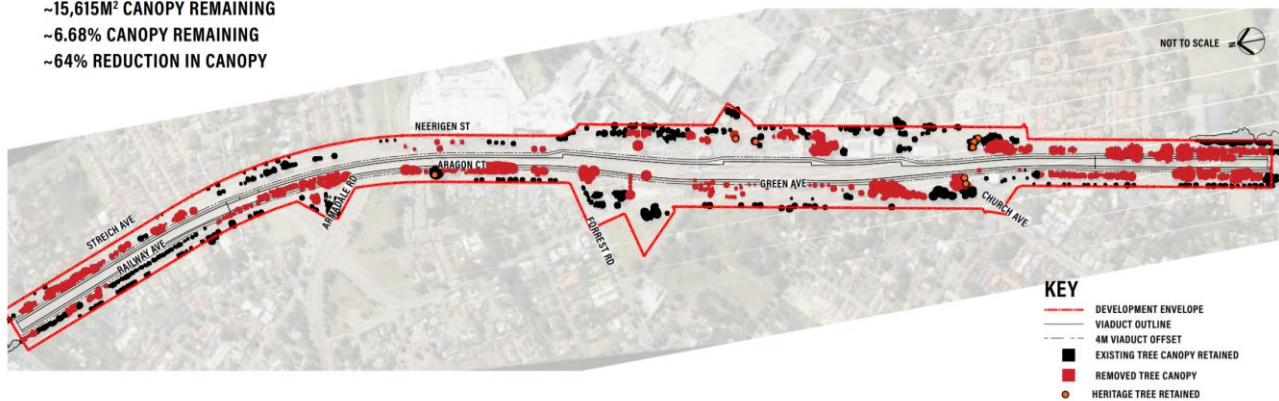 ~15,615M² CANOPY REMAINING
~6.68% CANOPY REMAINING
~64% REDUCTION IN CANOPY
NOT TO SCALE
N
NEERIGEN ST
ARAGON CT
ARMADALE RD
STREICH AVE
RAILWAY AVE
FORREST RD
GREEN AVE
CHURCH AVE
KEY
DEVELOPMENT ENVELOPE
VIADUCT OUTLINE
4M VIADUCT OFFSET
EXISTING TREE CANOPY RETAINED
REMOVED TREE CANOPY
HERITAGE TREE RETAINED